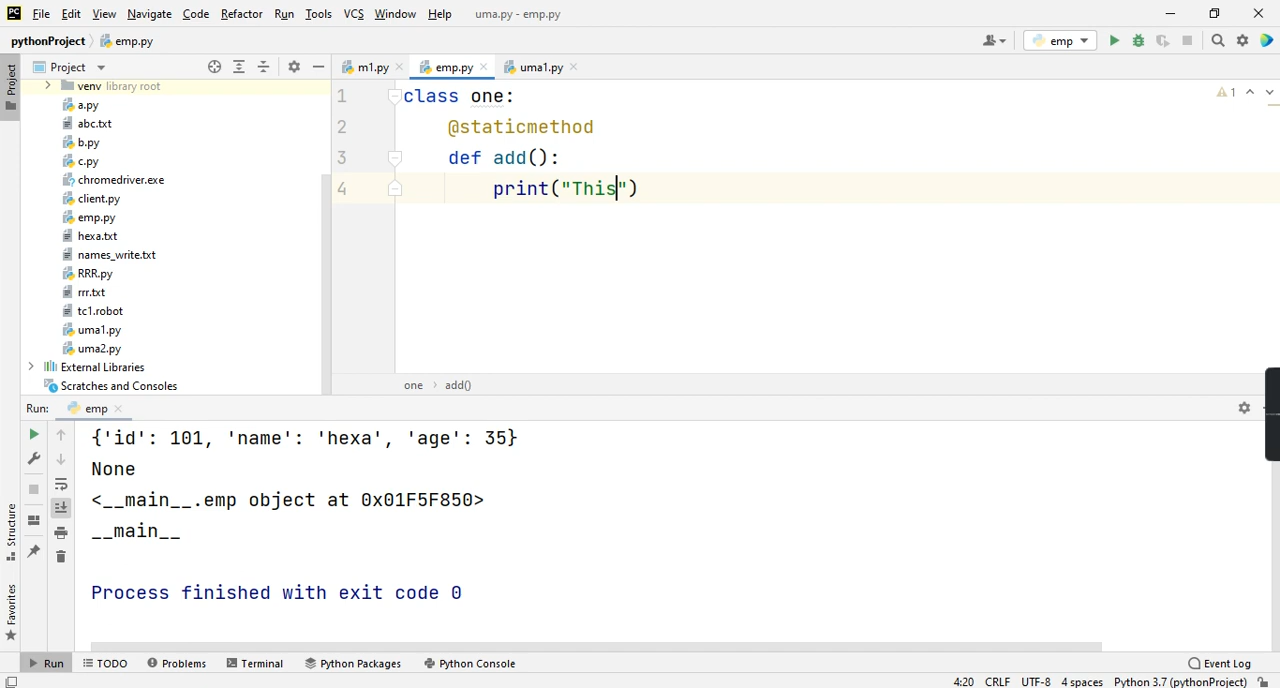 PC File Edit View Navigate Code Refactor Run Tools VCS Window Help uma.py - emp.py
pythonProject emp.py emp
Project Project m1.py emp.py uma1.py
venv library root
a.py
abc.txt
b.py
c.py
chromedriver.exe
client.py
emp.py
hexa.txt
names_write.txt
RRR.py
rrr.txt
tc1.robot
uma1.py
uma2.py
External Libraries
Scratches and Consoles
1 class one:
2 @staticmethod
3 def add():
4 print("This")
1
one › add()
Run: emp
{'id': 101, 'name': 'hexa', 'age': 35}
None
<__main__.emp object at 0x01F5F850>
__main__
Process finished with exit code 0
Structure
Favorites
Run TODO Problems Terminal Python Packages Python Console Event Log
4:20 CRLF UTF-8 4 spaces Python 3.7 (pythonProject)